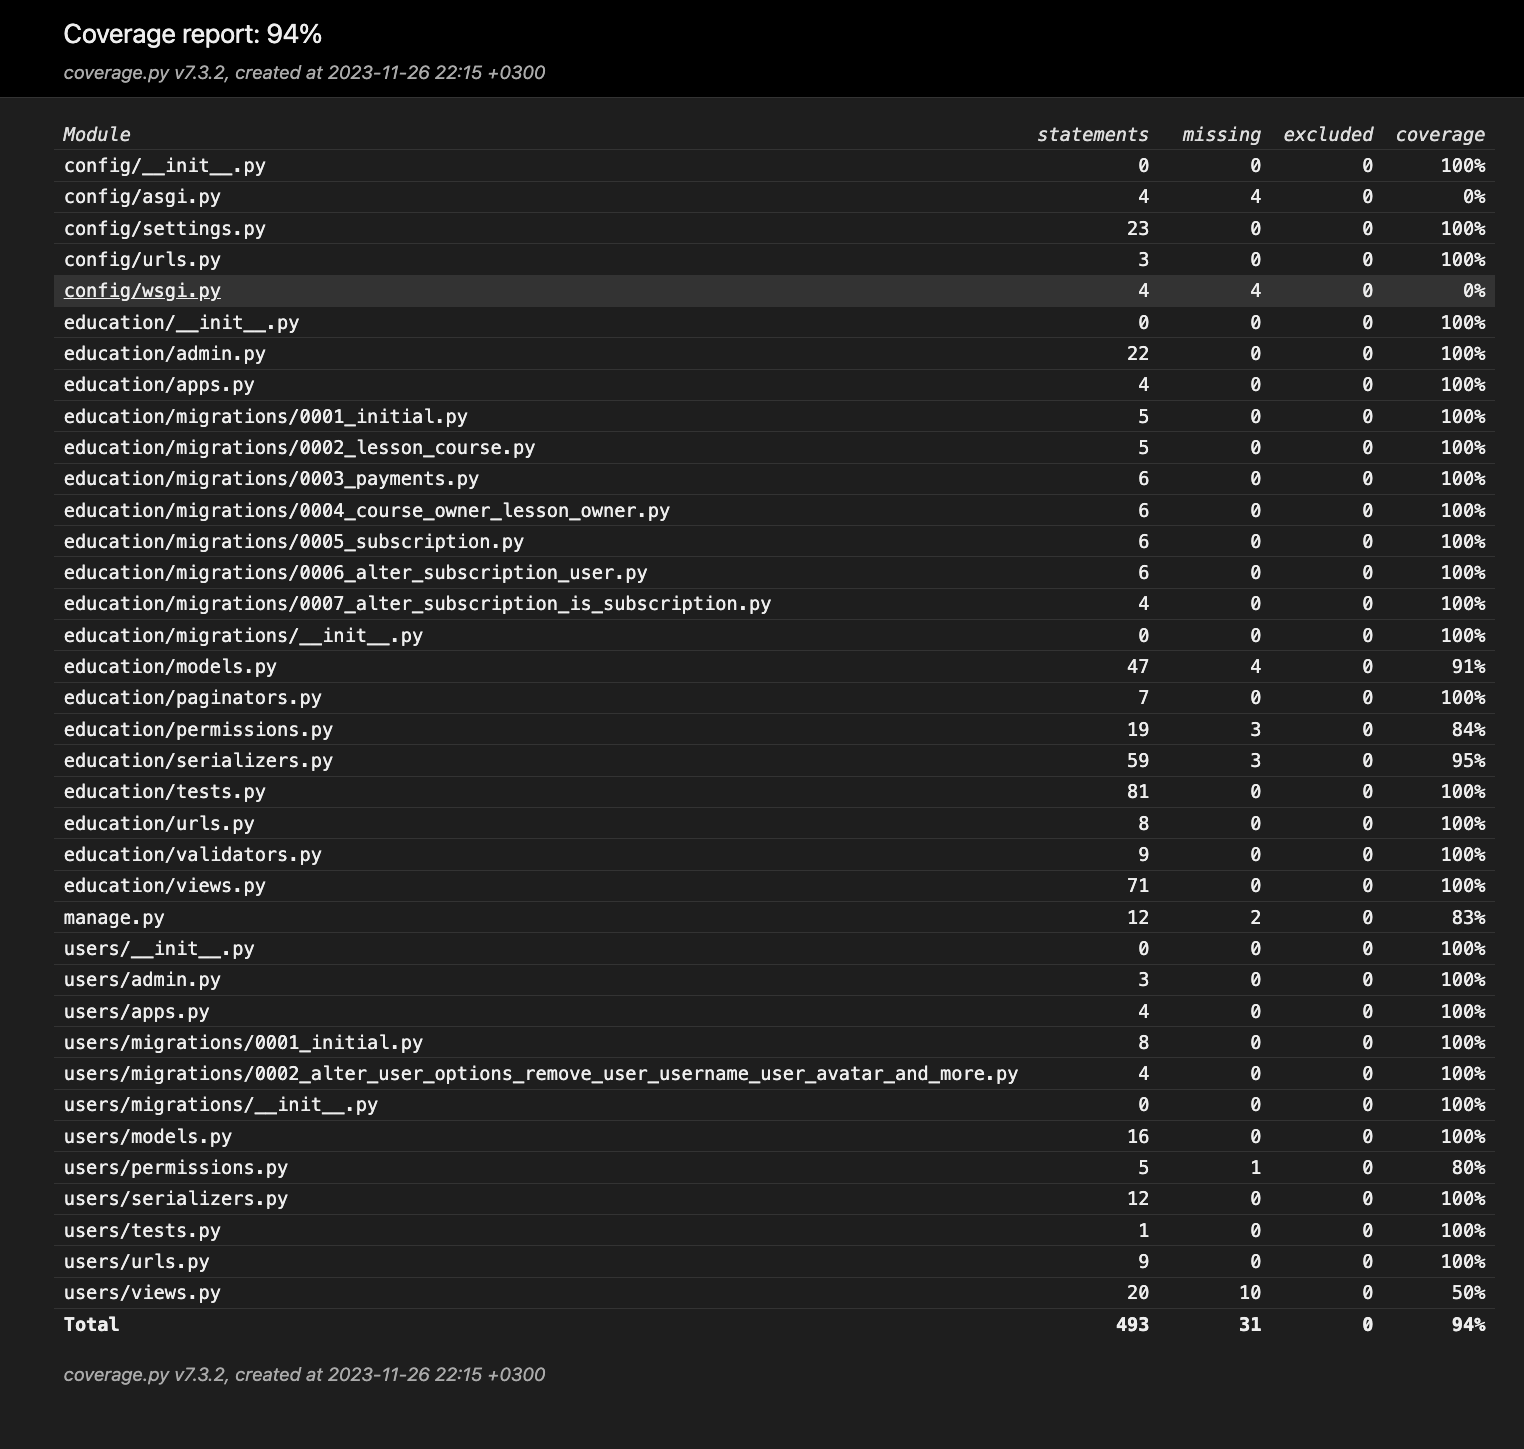 Coverage report: 94%
coverage.py v7.3.2, created at 2023-11-26 22:15 +0300
Module statements missing excluded coverage
config/__init__.py 0 0 0 100%
config/asgi.py 4 4 0 0%
config/settings.py 23 0 0 100%
config/urls.py 3 0 0 100%
config/wsgi.py 4 4 0 0%
education/__init__.py 0 0 0 100%
education/admin.py 22 0 0 100%
education/apps.py 4 0 0 100%
education/migrations/0001_initial.py 5 0 0 100%
education/migrations/0002_lesson_course.py 5 0 0 100%
education/migrations/0003_payments.py 6 0 0 100%
education/migrations/0004_course_owner_lesson_owner.py 6 0 0 100%
education/migrations/0005_subscription.py 6 0 0 100%
education/migrations/0006_alter_subscription_user.py 6 0 0 100%
education/migrations/0007_alter_subscription_is_subscription.py 4 0 0 100%
education/migrations/__init__.py 0 0 0 100%
education/models.py 47 4 0 91%
education/paginators.py 7 0 0 100%
education/permissions.py 19 3 0 84%
education/serializers.py 59 3 0 95%
education/tests.py 81 0 0 100%
education/urls.py 8 0 0 100%
education/validators.py 9 0 0 100%
education/views.py 71 0 0 100%
manage.py 12 2 0 83%
users/__init__.py 0 0 0 100%
users/admin.py 3 0 0 100%
users/apps.py 4 0 0 100%
users/migrations/0001_initial.py 8 0 0 100%
users/migrations/0002_alter_user_options_remove_user_username_user_avatar_and_more.py 4 0 0 100%
users/migrations/__init__.py 0 0 0 100%
users/models.py 16 0 0 100%
users/permissions.py 5 1 0 80%
users/serializers.py 12 0 0 100%
users/tests.py 1 0 0 100%
users/urls.py 9 0 0 100%
users/views.py 20 10 0 50%
Total 493 31 0 94%
coverage.py v7.3.2, created at 2023-11-26 22:15 +0300